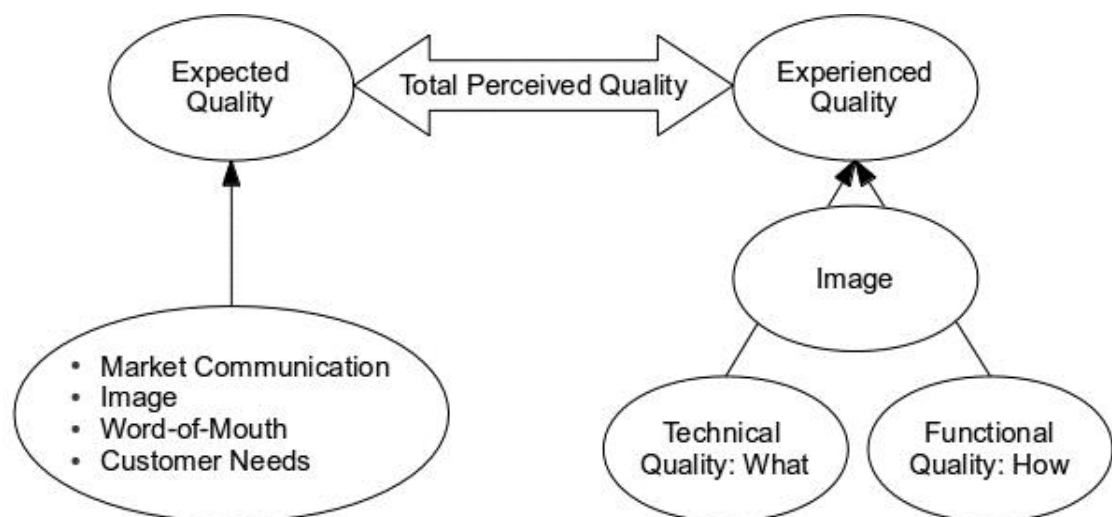 Expected
Quality
Total Perceived Quality
Experienced
Quality
Image
• Market Communication
• Image
• Word-of-Mouth
• Customer Needs
Technical
Quality: What
Functional
Quality: How